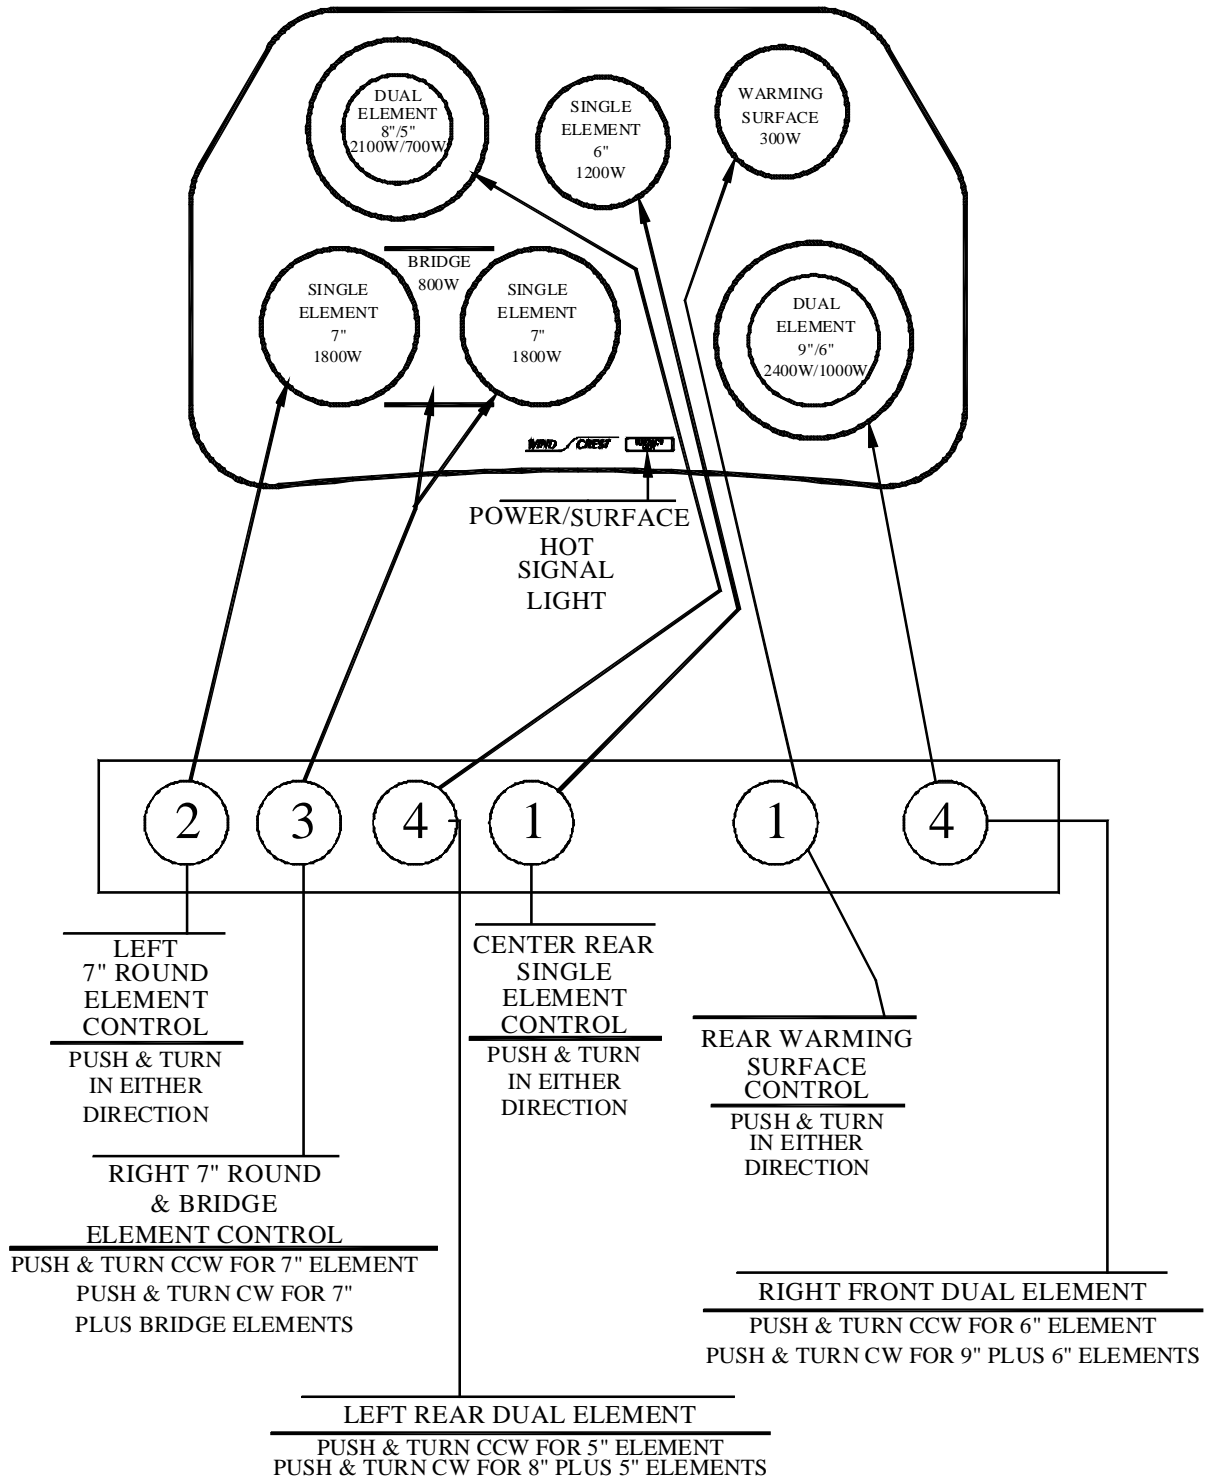 DUAL
ELEMENT
8"/5"
2100W/700W
SINGLE
ELEMENT
6"
1200W
WARMING
SURFACE
300W
SINGLE
ELEMENT
7"
1800W
BRIDGE
800W
SINGLE
ELEMENT
7"
1800W
DUAL
ELEMENT
9"/6"
2400W/1000W
WIND CREST
POWER/SURFACE
HOT
SIGNAL
LIGHT
2
3
4
1
1
4
LEFT
7" ROUND
ELEMENT
CONTROL
PUSH & TURN
IN EITHER
DIRECTION
CENTER REAR
SINGLE
ELEMENT
CONTROL
PUSH & TURN
IN EITHER
DIRECTION
REAR WARMING
SURFACE
CONTROL
PUSH & TURN
IN EITHER
DIRECTION
RIGHT 7" ROUND
& BRIDGE
ELEMENT CONTROL
PUSH & TURN CCW FOR 7" ELEMENT
PUSH & TURN CW FOR 7"
PLUS BRIDGE ELEMENTS
RIGHT FRONT DUAL ELEMENT
PUSH & TURN CCW FOR 6" ELEMENT
PUSH & TURN CW FOR 9" PLUS 6" ELEMENTS
LEFT REAR DUAL ELEMENT
PUSH & TURN CCW FOR 5" ELEMENT
PUSH & TURN CW FOR 8" PLUS 5" ELEMENTS